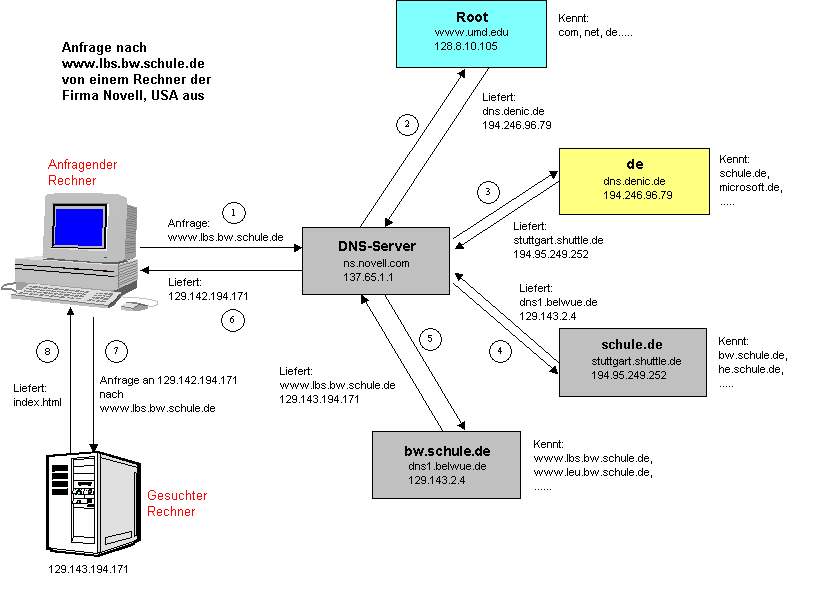 Anfrage nach
www.lbs.bw.schule.de
von einem Rechner der
Firma Novell, USA aus
Root
www.umd.edu
128.8.10.105
Kennt:
com, net, de.....
Liefert:
dns.denic.de
194.246.96.79
2
de
dns.denic.de
194.246.96.79
Kennt:
schule.de,
microsoft.de,
.....
3
Liefert:
stuttgart.shuttle.de
194.95.249.252
Anfragender
Rechner
1
Anfrage:
www.lbs.bw.schule.de
DNS-Server
ns.novell.com
137.65.1.1
Liefert:
129.142.194.171
6
Liefert:
dns1.belwue.de
129.143.2.4
schule.de
stuttgart.shuttle.de
194.95.249.252
Kennt:
bw.schule.de,
he.schule.de,
.....
5
4
8
7
Liefert:
index.html
Anfrage an 129.142.194.171
nach
www.lbs.bw.schule.de
Liefert:
www.lbs.bw.schule.de
129.143.194.171
bw.schule.de
dns1.belwue.de
129.143.2.4
Kennt:
www.lbs.bw.schule.de,
www.leu.bw.schule.de,
......
Gesuchter
Rechner
129.143.194.171